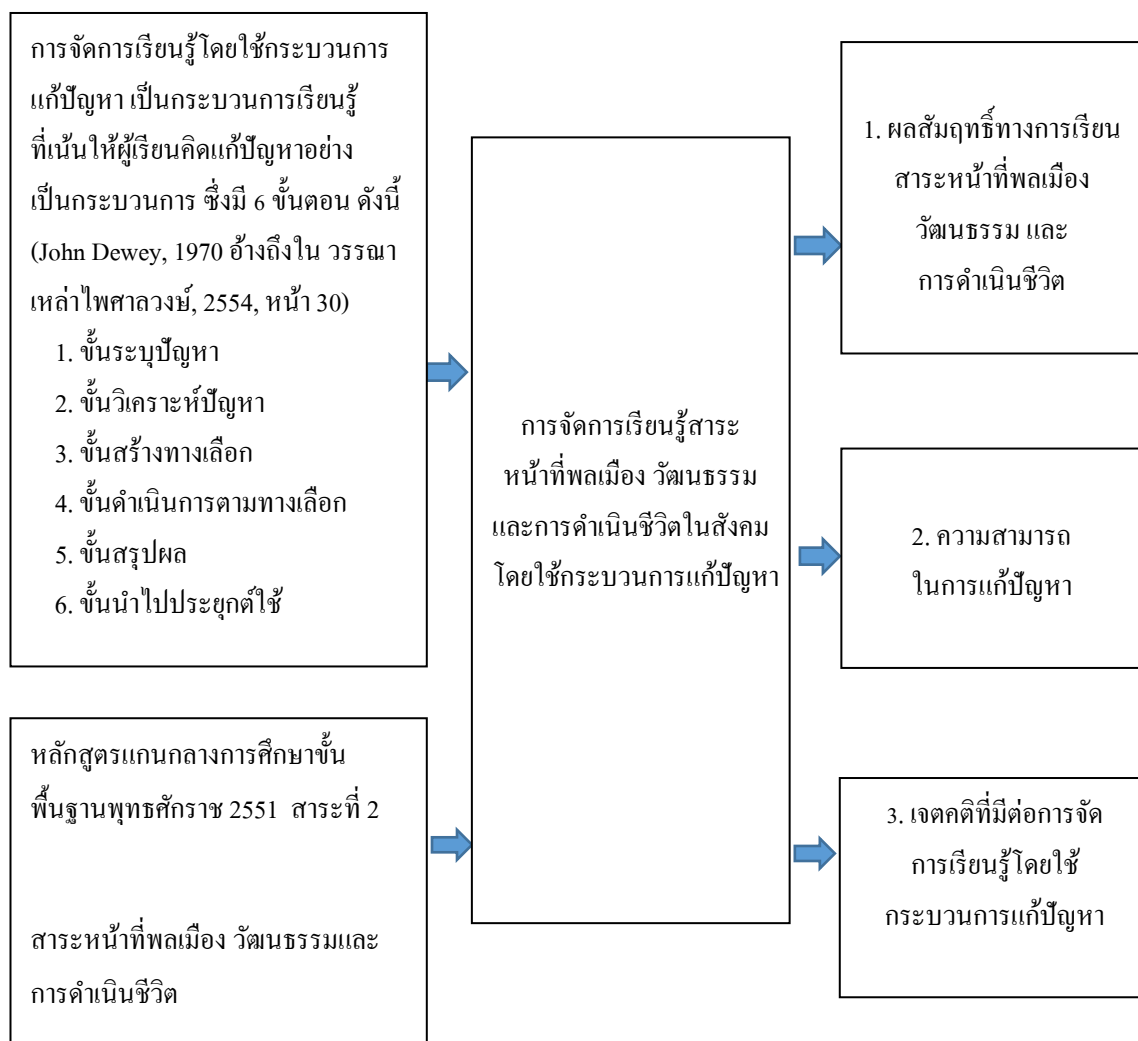 การจัดการเรียนรู้โดยใช้กระบวนการ
แก้ปัญหา เป็นกระบวนการเรียนรู้
ที่เน้นให้ผู้เรียนคิดแก้ปัญหาอย่าง
เป็นกระบวนการ ซึ่งมี 6 ขั้นตอน ดังนี้
(John Dewey, 1970 อ้างถึงใน วรรณา
เหล่าไพศาลวงษ์, 2554, หน้า 30)
1. ขั้นระบุปัญหา
2. ขั้นวิเคราะห์ปัญหา
3. ขั้นสร้างทางเลือก
4. ขั้นดำเนินการตามทางเลือก
5. ขั้นสรุปผล
6. ขั้นนำไปประยุกต์ใช้
หลักสูตรแกนกลางการศึกษาขั้น
พื้นฐานพุทธศักราช 2551 สาระที่ 2
สาระหน้าที่พลเมือง วัฒนธรรมและ
การดำเนินชีวิต
การจัดการเรียนรู้สาระ
หน้าที่พลเมือง วัฒนธรรม
และการดำเนินชีวิตในสังคม
โดยใช้กระบวนการแก้ปัญหา
1. ผลสัมฤทธิ์ทางการเรียน
สาระหน้าที่พลเมือง
วัฒนธรรม และ
การดำเนินชีวิต
2. ความสามารถ
ในการแก้ปัญหา
3. เจตคติที่มีต่อการจัด
การเรียนรู้โดยใช้
กระบวนการแก้ปัญหา